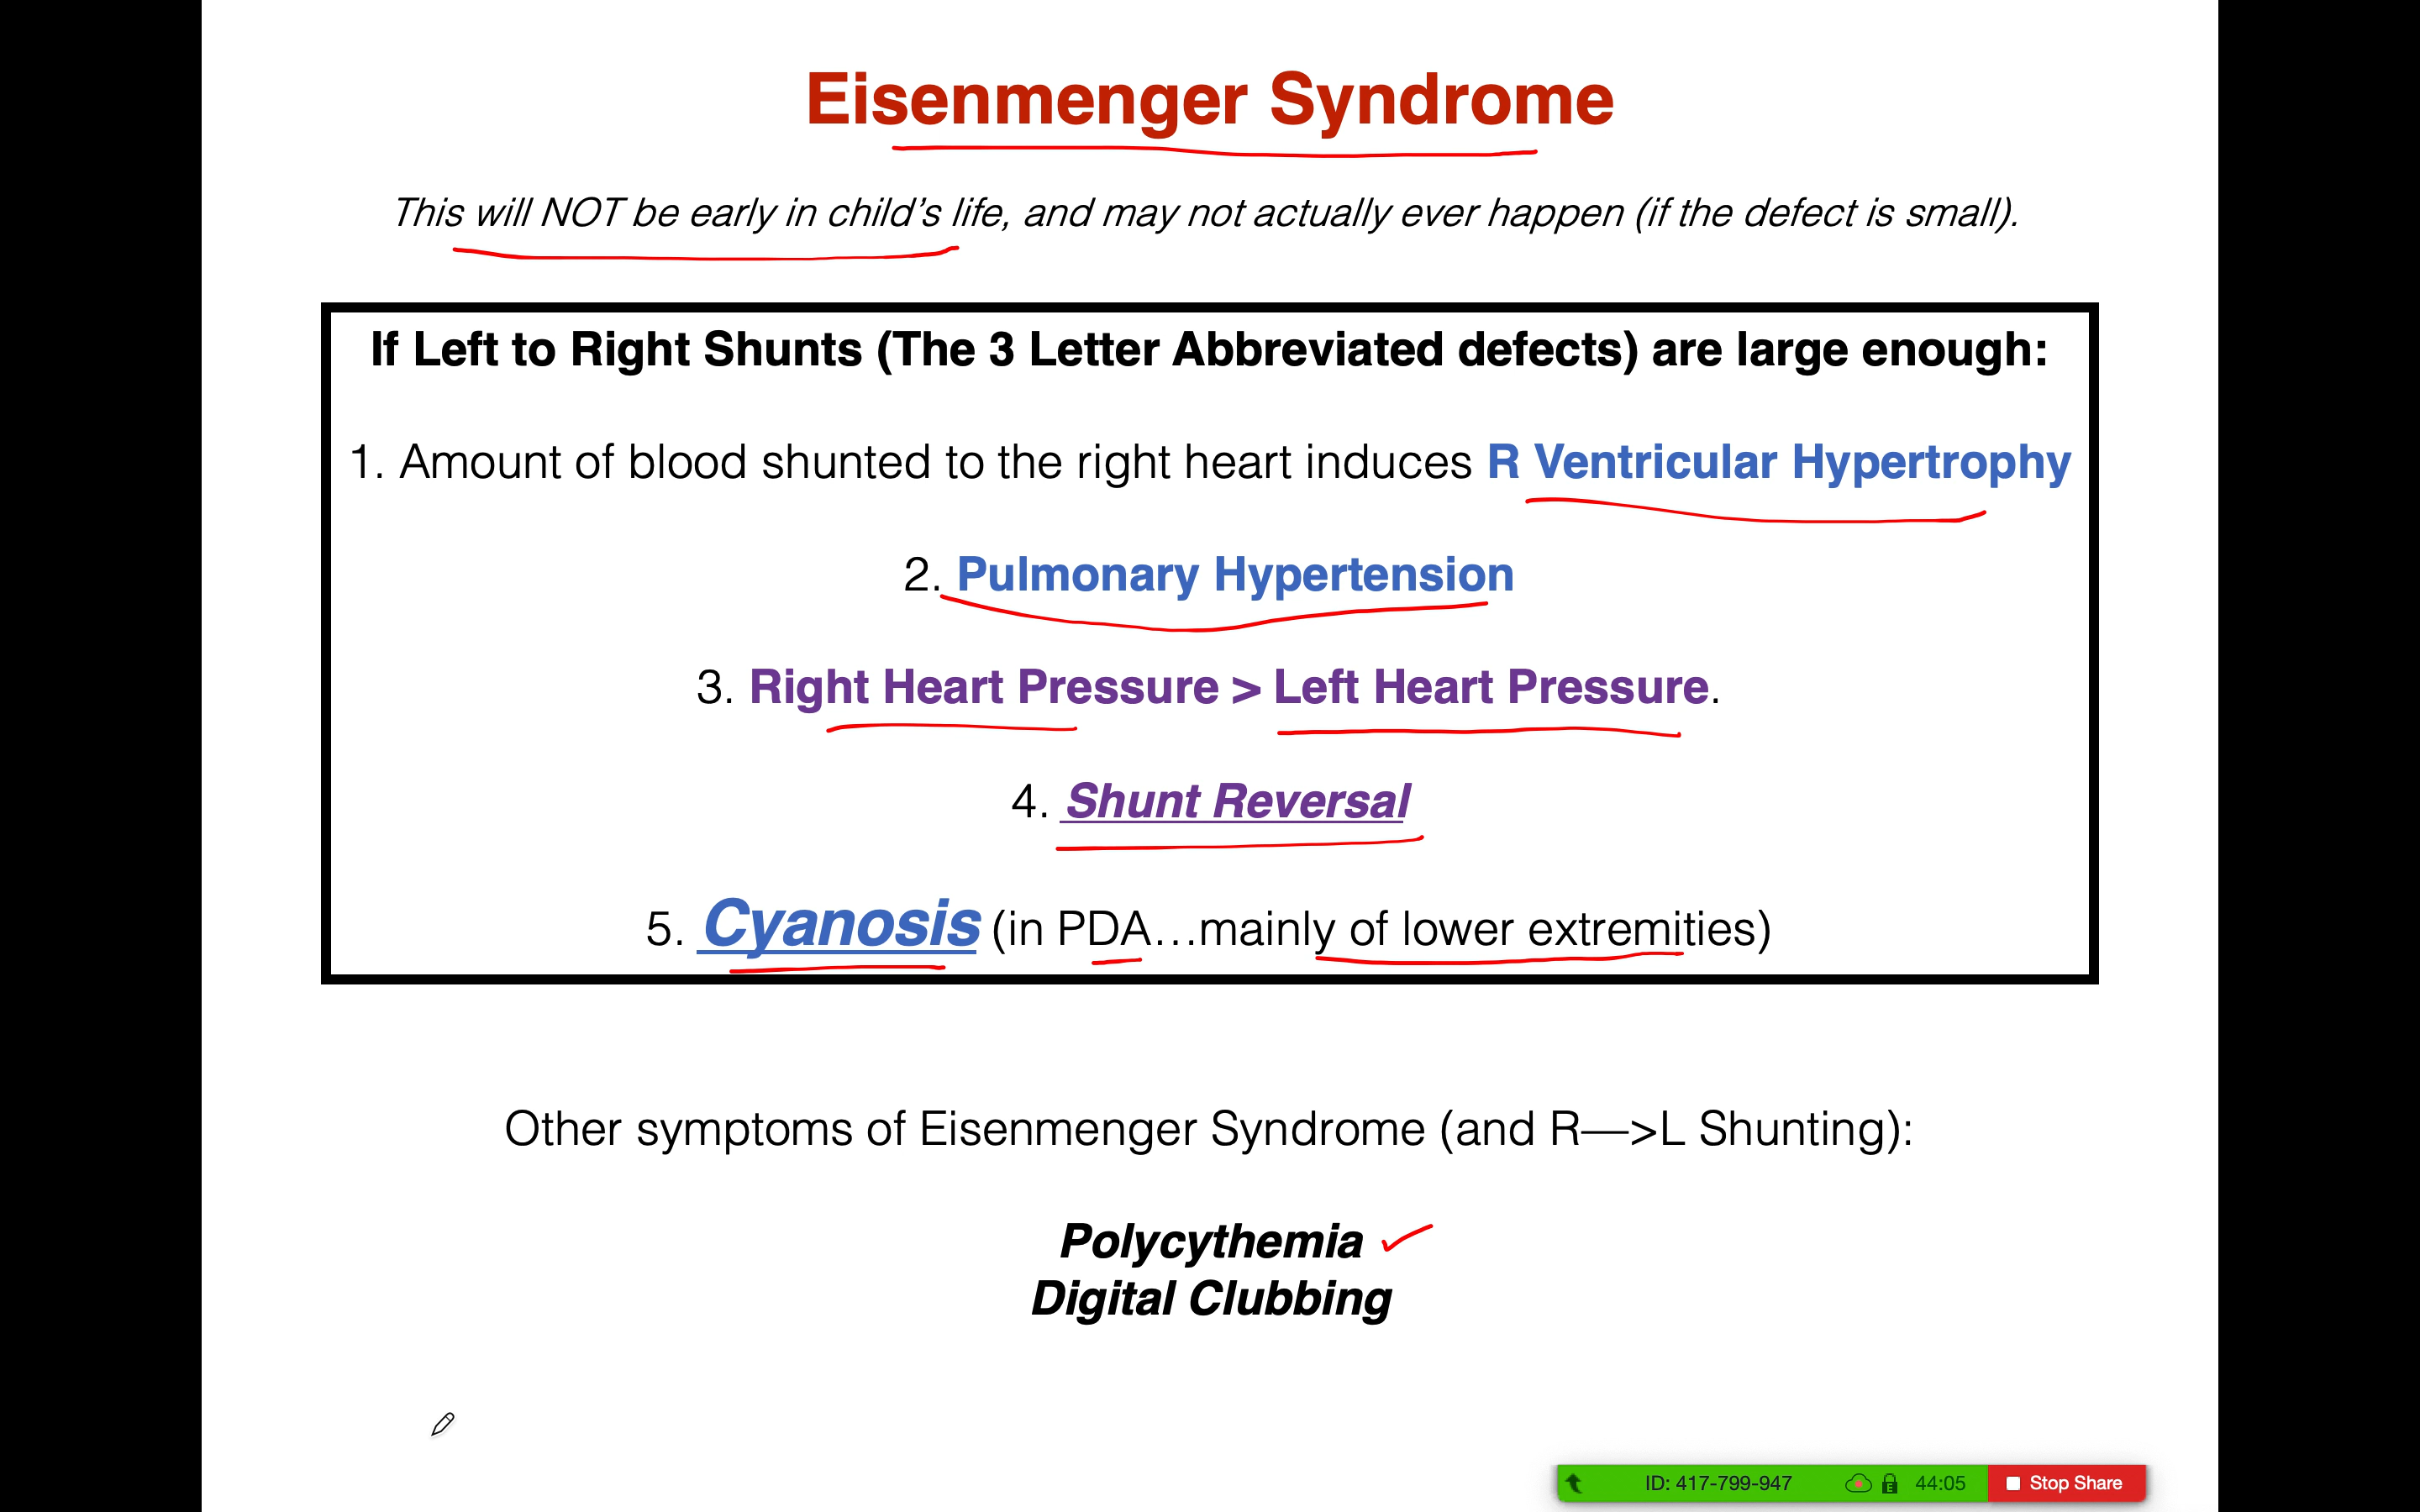 Eisenmenger Syndrome
This will NOT be early in child's life, and may not actually ever happen (if the defect is small).
If Left to Right Shunts (The 3 Letter Abbreviated defects) are large enough:
1. Amount of blood shunted to the right heart induces R Ventricular Hypertrophy
2. Pulmonary Hypertension
3. Right Heart Pressure > Left Heart Pressure.
4. Shunt Reversal
5. Cyanosis (in PDA…mainly of lower extremities)
Other symptoms of Eisenmenger Syndrome (and R—>L Shunting):
Polycythemia
Digital Clubbing
ID: 417-799-947 E 44:05 Stop Share